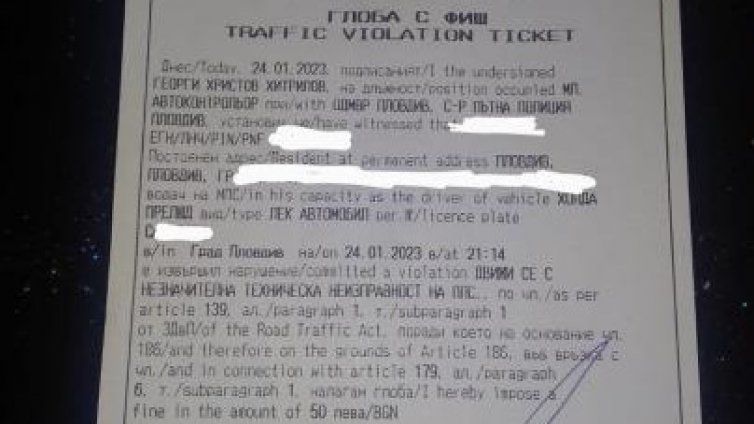 ГЛОБА С ФИШ
TRAFFIC VIOLATION TICKET
Днес/Today, 24.01.2023, подписаният/I the undersigned
ГЕОРГИ ХРИСТОВ ХИТРИЛОВ, на длъжност/position occupied МЛ.
АВТОКОНТРОЛЬОР при/with ОДМВР ПЛОВДИВ, С-Р ПЪТНА ПОЛИЦИЯ
ПЛОВДИВ, установих че/have witnessed that
ЕГН/ЛНЧ/PIN/PNF
Постоянен адрес/Resident at permanent address ПЛОВДИВ,
ПЛОВДИВ, ГР
водач на МПС/in his capacity as the driver of vehicle ХОНДА
ПРЕЛЮД вид/type ЛЕК АВТОМОБИЛ рег.№/licence plate
С
в/in Град Пловдив на/on 24.01.2023 в/at 21:14
е извършил нарушение/committed a violation ДВИЖИ СЕ С
НЕЗНАЧИТЕЛНА ТЕХНИЧЕСКА НЕИЗПРАВНОСТ НА ППС., по чл./as per
article 139, ал./paragraph 1, т./subparagraph 1
от ЗДвП/of the Road Traffic Act, поради което на основание чл.
186/and therefore on the grounds of Article 186, във връзка с
чл./and in connection with article 179, ал./paragraph
6, т./subparagraph 1, налагам глоба/I hereby impose a
fine in the amount of 50 лева/BGN